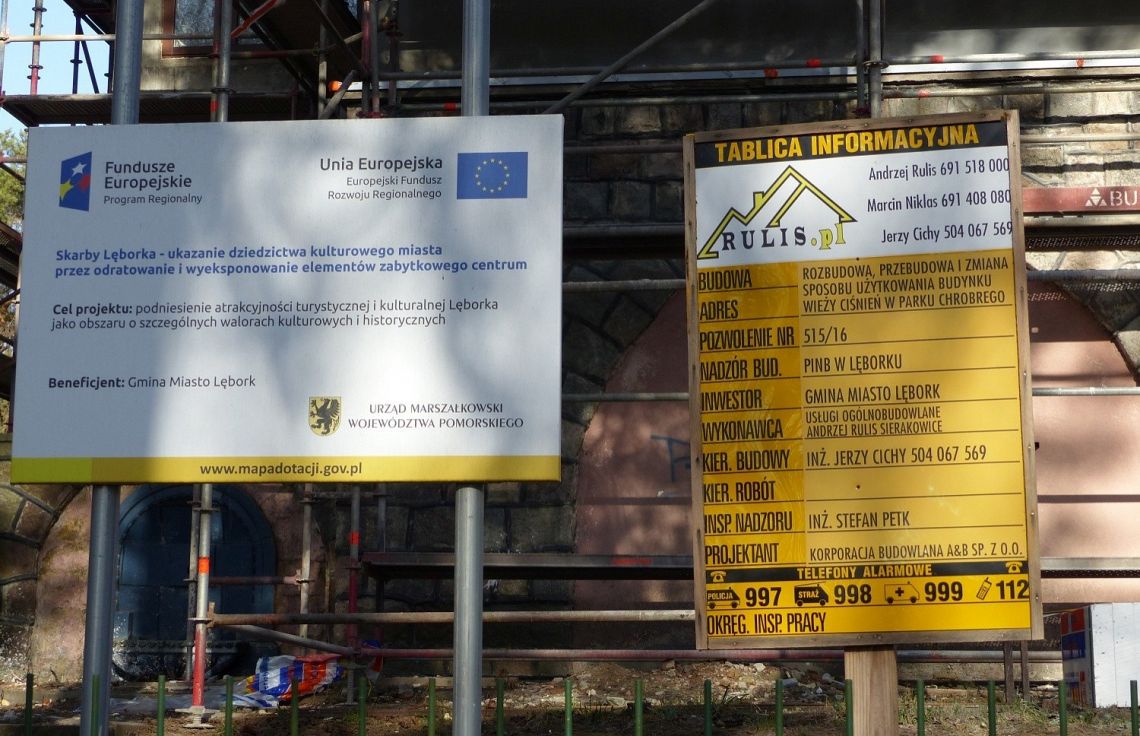 Fundusze
Europejskie
Program Regionalny
Unia Europejska
Europejski Fundusz
Rozwoju Regionalnego
Skarby Lęborka - ukazanie dziedzictwa kulturowego miasta
przez odratowanie i wyeksponowanie elementów zabytkowego centrum
Cel projektu: podniesienie atrakcyjności turystycznej i kulturalnej Lęborka
jako obszaru o szczególnych walorach kulturowych i historycznych
Beneficjent: Gmina Miasto Lębork
URZĄD MARSZAŁKOWSKI
WOJEWÓDZTWA POMORSKIEGO
www.mapadotacji.gov.pl
TABLICA INFORMACYJNA
RULIS.pl
Andrzej Rulis 691 518 000
Marcin Niklas 691 408 080
Jerzy Cichy 504 067 569
BUDOWA ROZBUDOWA, PRZEBUDOWA I ZMIANA
SPOSOBU UŻYTKOWANIA BUDYNKU
ADRES WIEŻY CIŚNIEŃ W PARKU CHROBREGO
POZWOLENIE NR 515/16
NADZÓR BUD. PINB W LĘBORKU
INWESTOR GMINA MIASTO LĘBORK
WYKONAWCA USŁUGI OGÓLNOBUDOWLANE
ANDRZEJ RULIS SIERAKOWICE
KIER. BUDOWY INŻ. JERZY CICHY 504 067 569
KIER. ROBÓT
INSP. NADZORU INŻ. STEFAN PETK
PROJEKTANT KORPORACJA BUDOWLANA A&B SP. Z O.O.
TELEFONY ALARMOWE
POLICJA 997 STRAŻ 998 999 112
OKRĘG. INSP. PRACY
BU